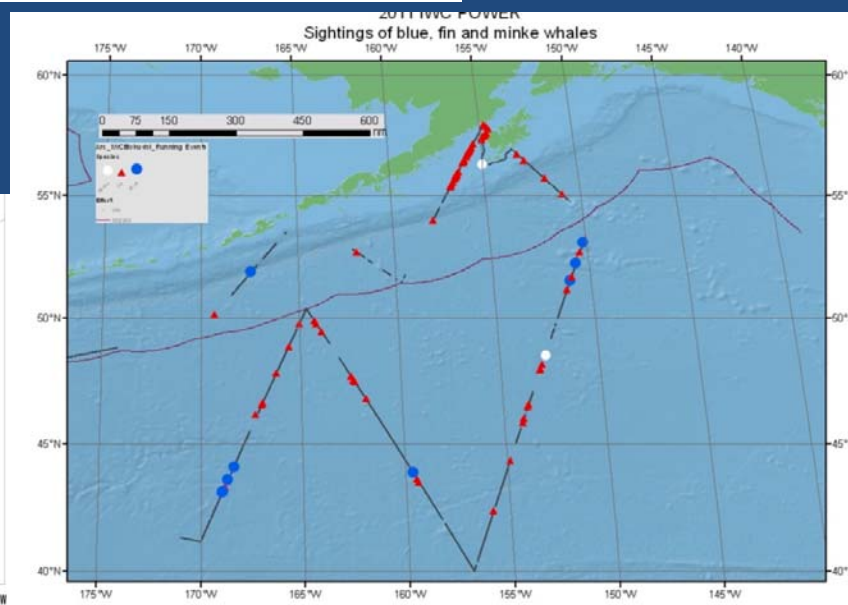 2011 IWC POWER
Sightings of blue, fin and minke whales
175°W 170°W 165°W 160°W 155°W 150°W 145°W 140°W
60°N 60°N
0 75 150 300 450 600
nm
Species
55°N 55°N
Effort
50°N 50°N
45°N 45°N
40°N 40°N
175°W 170°W 165°W 160°W 155°W 150°W 145°W
W